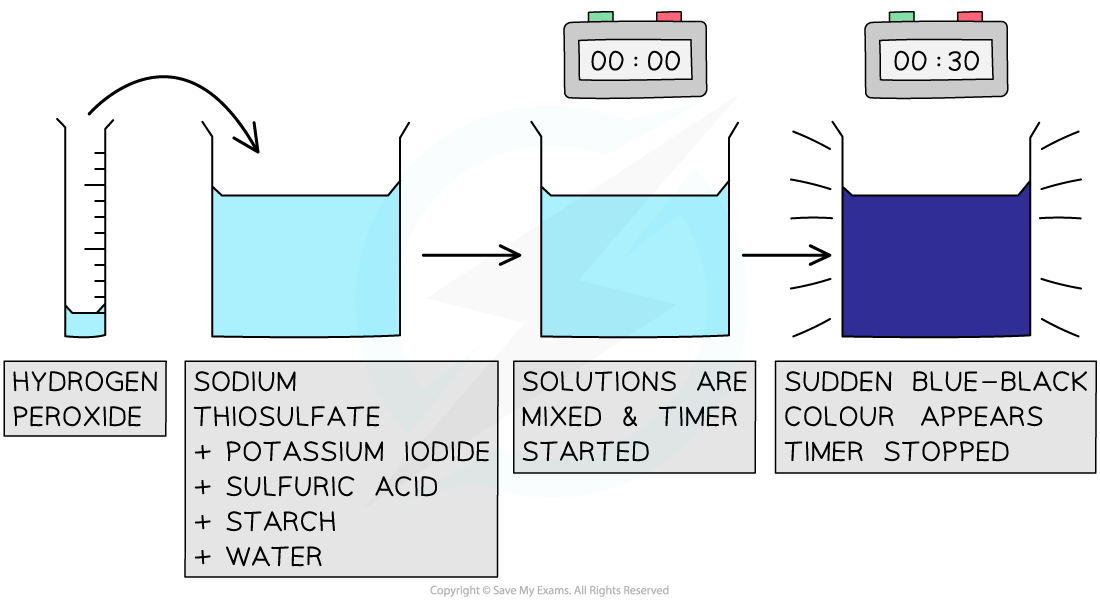 00:00
00:30
HYDROGEN
PEROXIDE
SODIUM
THIOSULFATE
+ POTASSIUM IODIDE
+ SULFURIC ACID
+ STARCH
+ WATER
SOLUTIONS ARE
MIXED & TIMER
STARTED
SUDDEN BLUE-BLACK
COLOUR APPEARS
TIMER STOPPED
Copyright © Save My Exams. All Rights Reserved